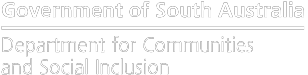 Government of South Australia
Department for Communities
and Social Inclusion